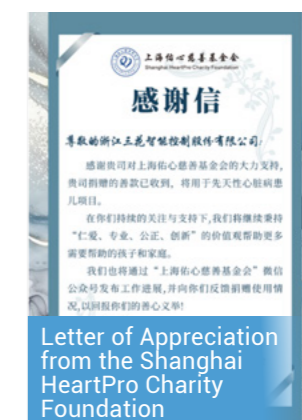 上海佑心慈善基金会
Shanghai HeartPro Charity Foundation
感谢信
尊敬的浙江三花智能控制股份有限公司:
感谢贵司对上海佑心慈善基金会的大力支持,
贵司捐赠的善款已收到, 将用于先天性心脏病患
儿项目。
在你们持续的关注与支持下,我们将继续秉持
“仁爱、专业、公正、创新”的价值观帮助更多
需要帮助的孩子和家庭。
我们也将通过“上海佑心慈善基金会”微信
公众号发布工作进展,并向你们反馈捐赠使用情
况,以回报你们的善心义举!
Letter of Appreciation
from the Shanghai
HeartPro Charity
Foundation